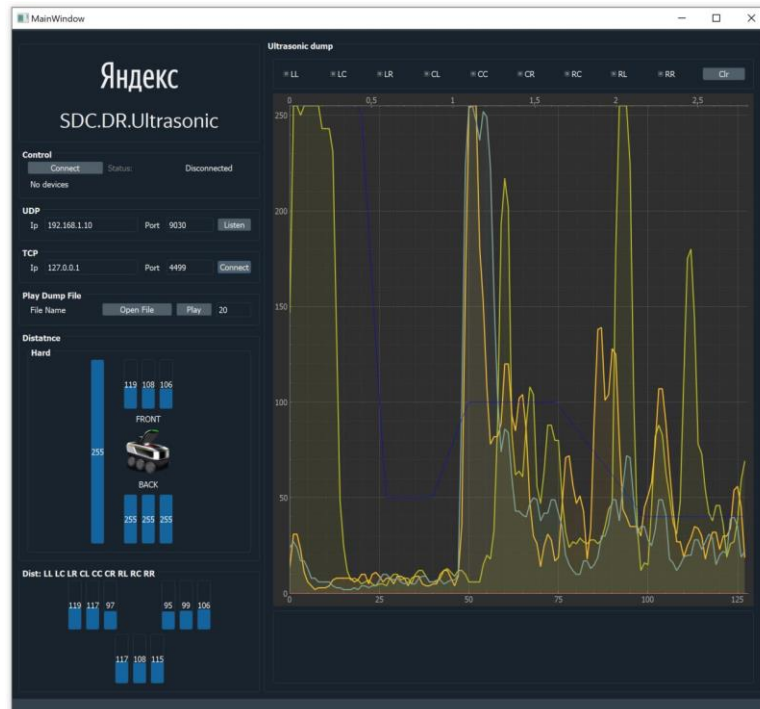 MainWindow
Яндекс
SDC.DR.Ultrasonic
Control
Connect Status: Disconnected
No devices
UDP
Ip 192.168.1.10 Port 9030 Listen
TCP
Ip 127.0.0.1 Port 4499 Connect
Play Dump File
File Name Open File Play 20
Distatnce
Hard
255
119 108 106
FRONT
BACK
255 255 255
Dist: LL LC LR CL CC CR RL RC RR
119 117 97 95 99 106
117 108 115
Ultrasonic dump
LL LC LR CL CC CR RC RL RR Clr
0 0,5 1 1,5 2 2,5
250
200
150
100
50
0
0 25 50 75 100 125